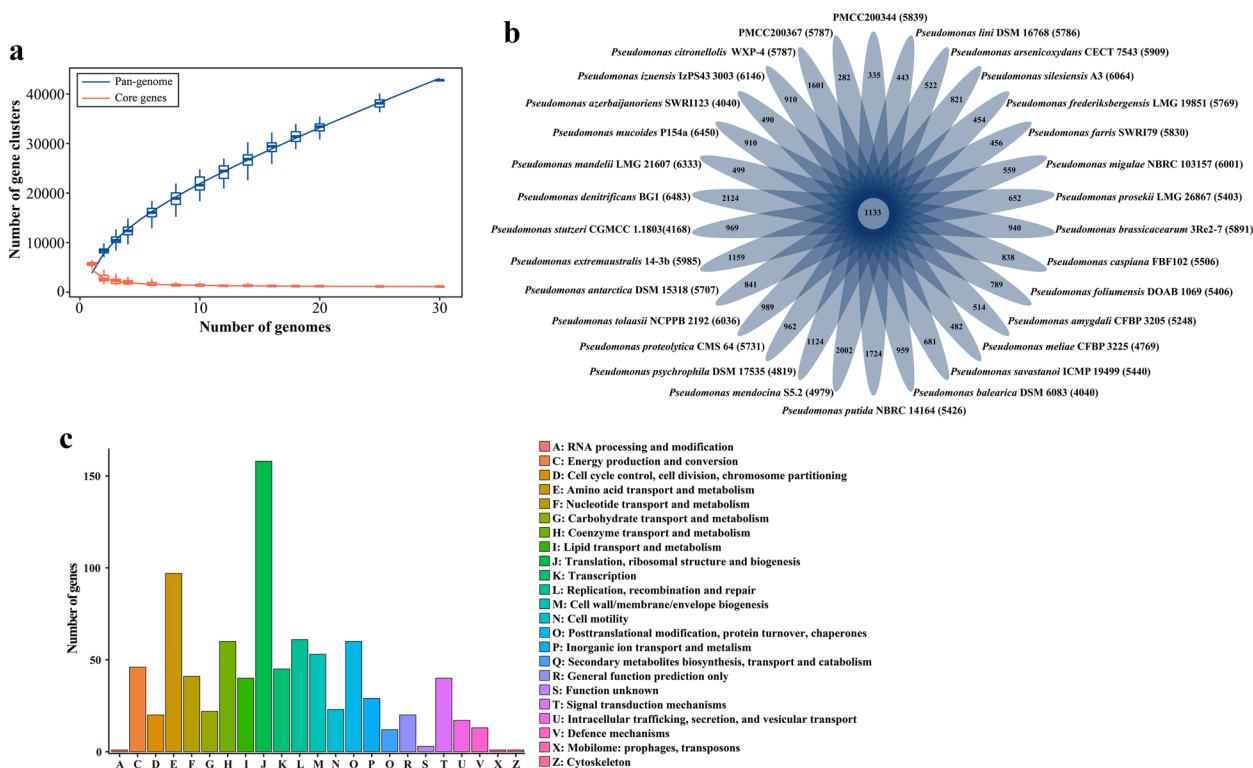 a
Pan-genome
Core genes
Number of gene clusters
40000
30000
20000
10000
0
0
10
20
30
Number of genomes
b
PMCC200344 (5839)
Pseudomonas lini DSM 16768 (5786)
Pseudomonas arsenicoxydans CECT 7543 (5909)
Pseudomonas silesiensis A3 (6064)
Pseudomonas frederiksbergensis LMG 19851 (5769)
Pseudomonas farris SWRI79 (5830)
Pseudomonas migulae NBRC 103157 (6001)
Pseudomonas prosekii LMG 26867 (5403)
Pseudomonas brassicacearum 3Re2-7 (5891)
Pseudomonas caspiana FBF102 (5506)
Pseudomonas foliumensis DOAB 1069 (5406)
Pseudomonas amygdali CFBP 3205 (5248)
Pseudomonas meliae CFBP 3225 (4769)
Pseudomonas savastanoi ICMP 19499 (5440)
Pseudomonas balearica DSM 6083 (4040)
Pseudomonas putida NBRC 14164 (5426)
Pseudomonas mendocina S5.2 (4979)
Pseudomonas psychrophila DSM 17535 (4819)
Pseudomonas proteolytica CMS 64 (5731)
Pseudomonas tolaasii NCPPB 2192 (6036)
Pseudomonas antarctica DSM 15318 (5707)
Pseudomonas extremaustralis 14-3b (5985)
Pseudomonas stutzeri CGMCC 1.1803(4168)
Pseudomonas denitrificans BG1 (6483)
Pseudomonas mandelii LMG 21607 (6333)
Pseudomonas mucoides P154a (6450)
Pseudomonas azerbaijanoriens SWRI123 (4040)
Pseudomonas izuensis IzPS43 3003 (6146)
Pseudomonas citronellolis WXP-4 (5787)
PMCC200367 (5787)
335
443
522
821
454
456
559
652
940
838
789
514
482
681
959
1724
2002
1124
962
989
841
1159
969
2124
499
910
490
910
1601
282
1133
c
Number of genes
150
100
50
0
A C D E F G H I J K L M N O P Q R S T U V X Z
A: RNA processing and modification
C: Energy production and conversion
D: Cell cycle control, cell division, chromosome partitioning
E: Amino acid transport and metabolism
F: Nucleotide transport and metabolism
G: Carbohydrate transport and metabolism
H: Coenzyme transport and metabolism
I: Lipid transport and metabolism
J: Translation, ribosomal structure and biogenesis
K: Transcription
L: Replication, recombination and repair
M: Cell wall/membrane/envelope biogenesis
N: Cell motility
O: Posttranslational modification, protein turnover, chaperones
P: Inorganic ion transport and metalism
Q: Secondary metabolites biosynthesis, transport and catabolism
R: General function prediction only
S: Function unknown
T: Signal transduction mechanisms
U: Intracellular trafficking, secretion, and vesicular transport
V: Defence mechanisms
X: Mobilome: prophages, transposons
Z: Cytoskeleton